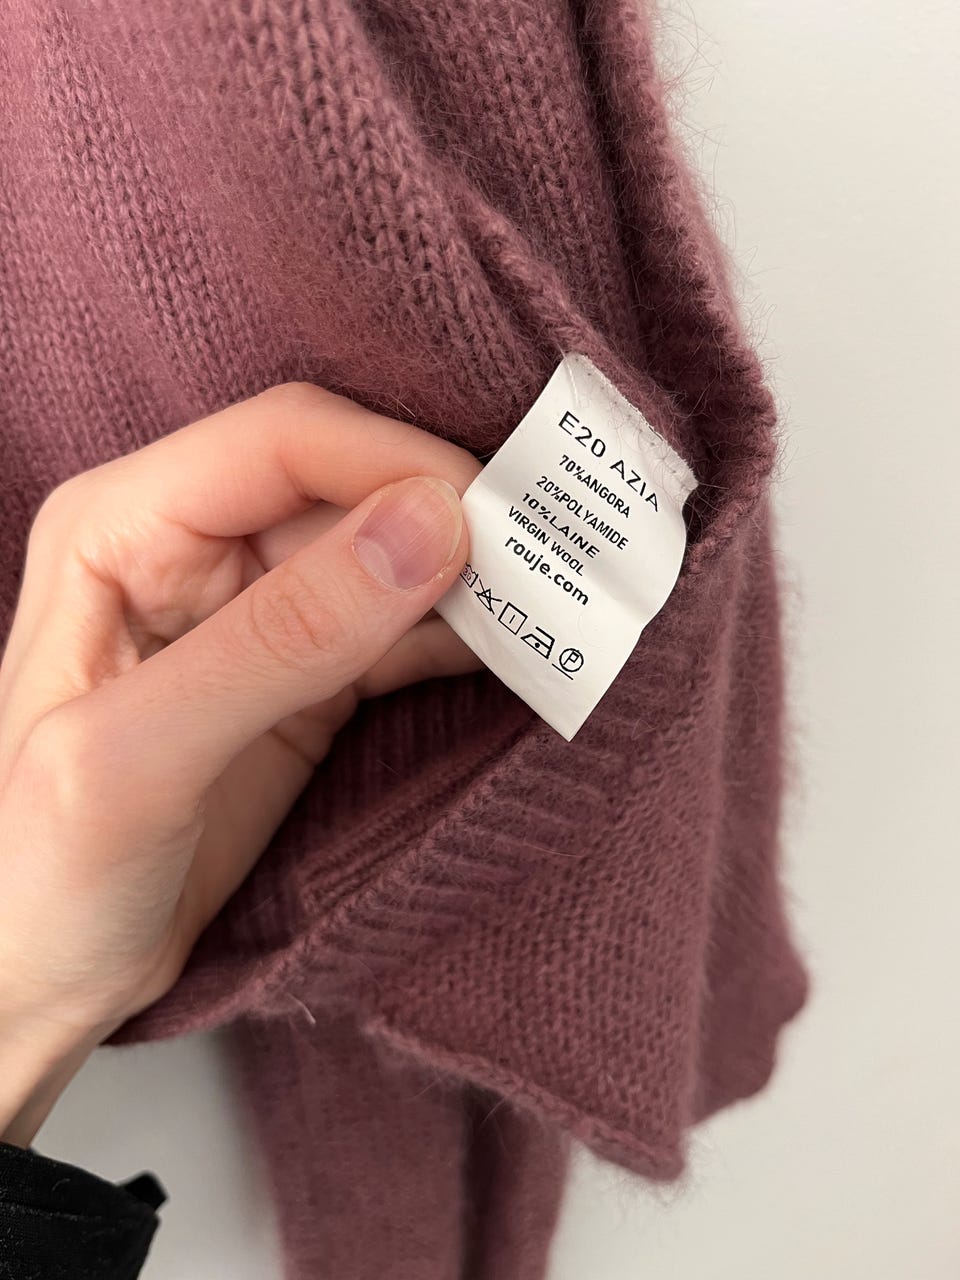 E20 AZIA
70%ANGORA
20%POLYAMIDE
10%LAINE
VIRGIN WOOL
rouje.com
P